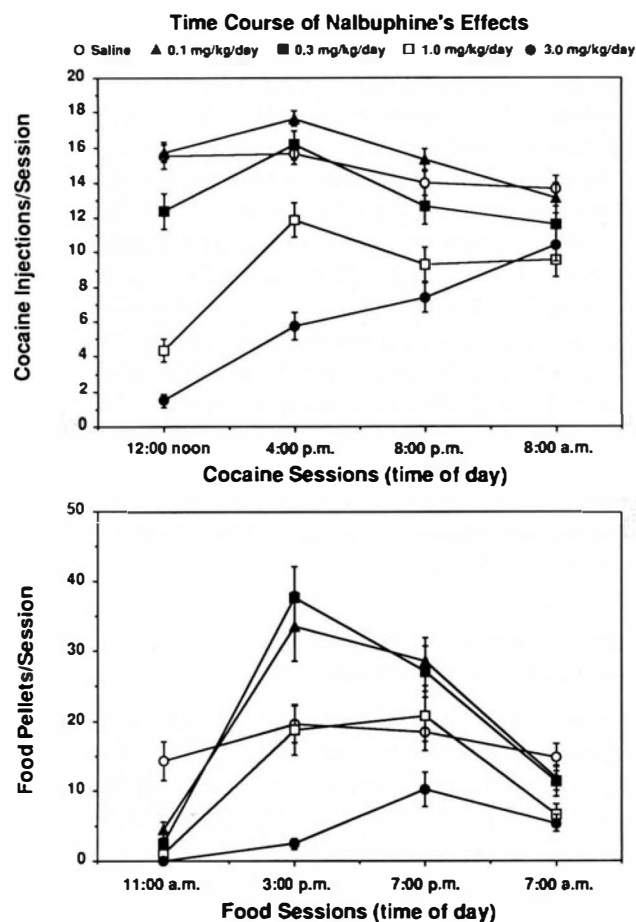 Time Course of Nalbuphine's Effects
Saline 0.1 mg/kg/day 0.3 mg/kg/day 1.0 mg/kg/day 3.0 mg/kg/day
Cocaine Injections/Session
20
18
16
14
12
10
8
6
4
2
0
12:00 noon 4:00 p.m. 8:00 p.m. 8:00 a.m.
Cocaine Sessions (time of day)
Food Pellets/Session
50
40
30
20
10
0
11:00 a.m. 3:00 p.m. 7:00 p.m. 7:00 a.m.
Food Sessions (time of day)